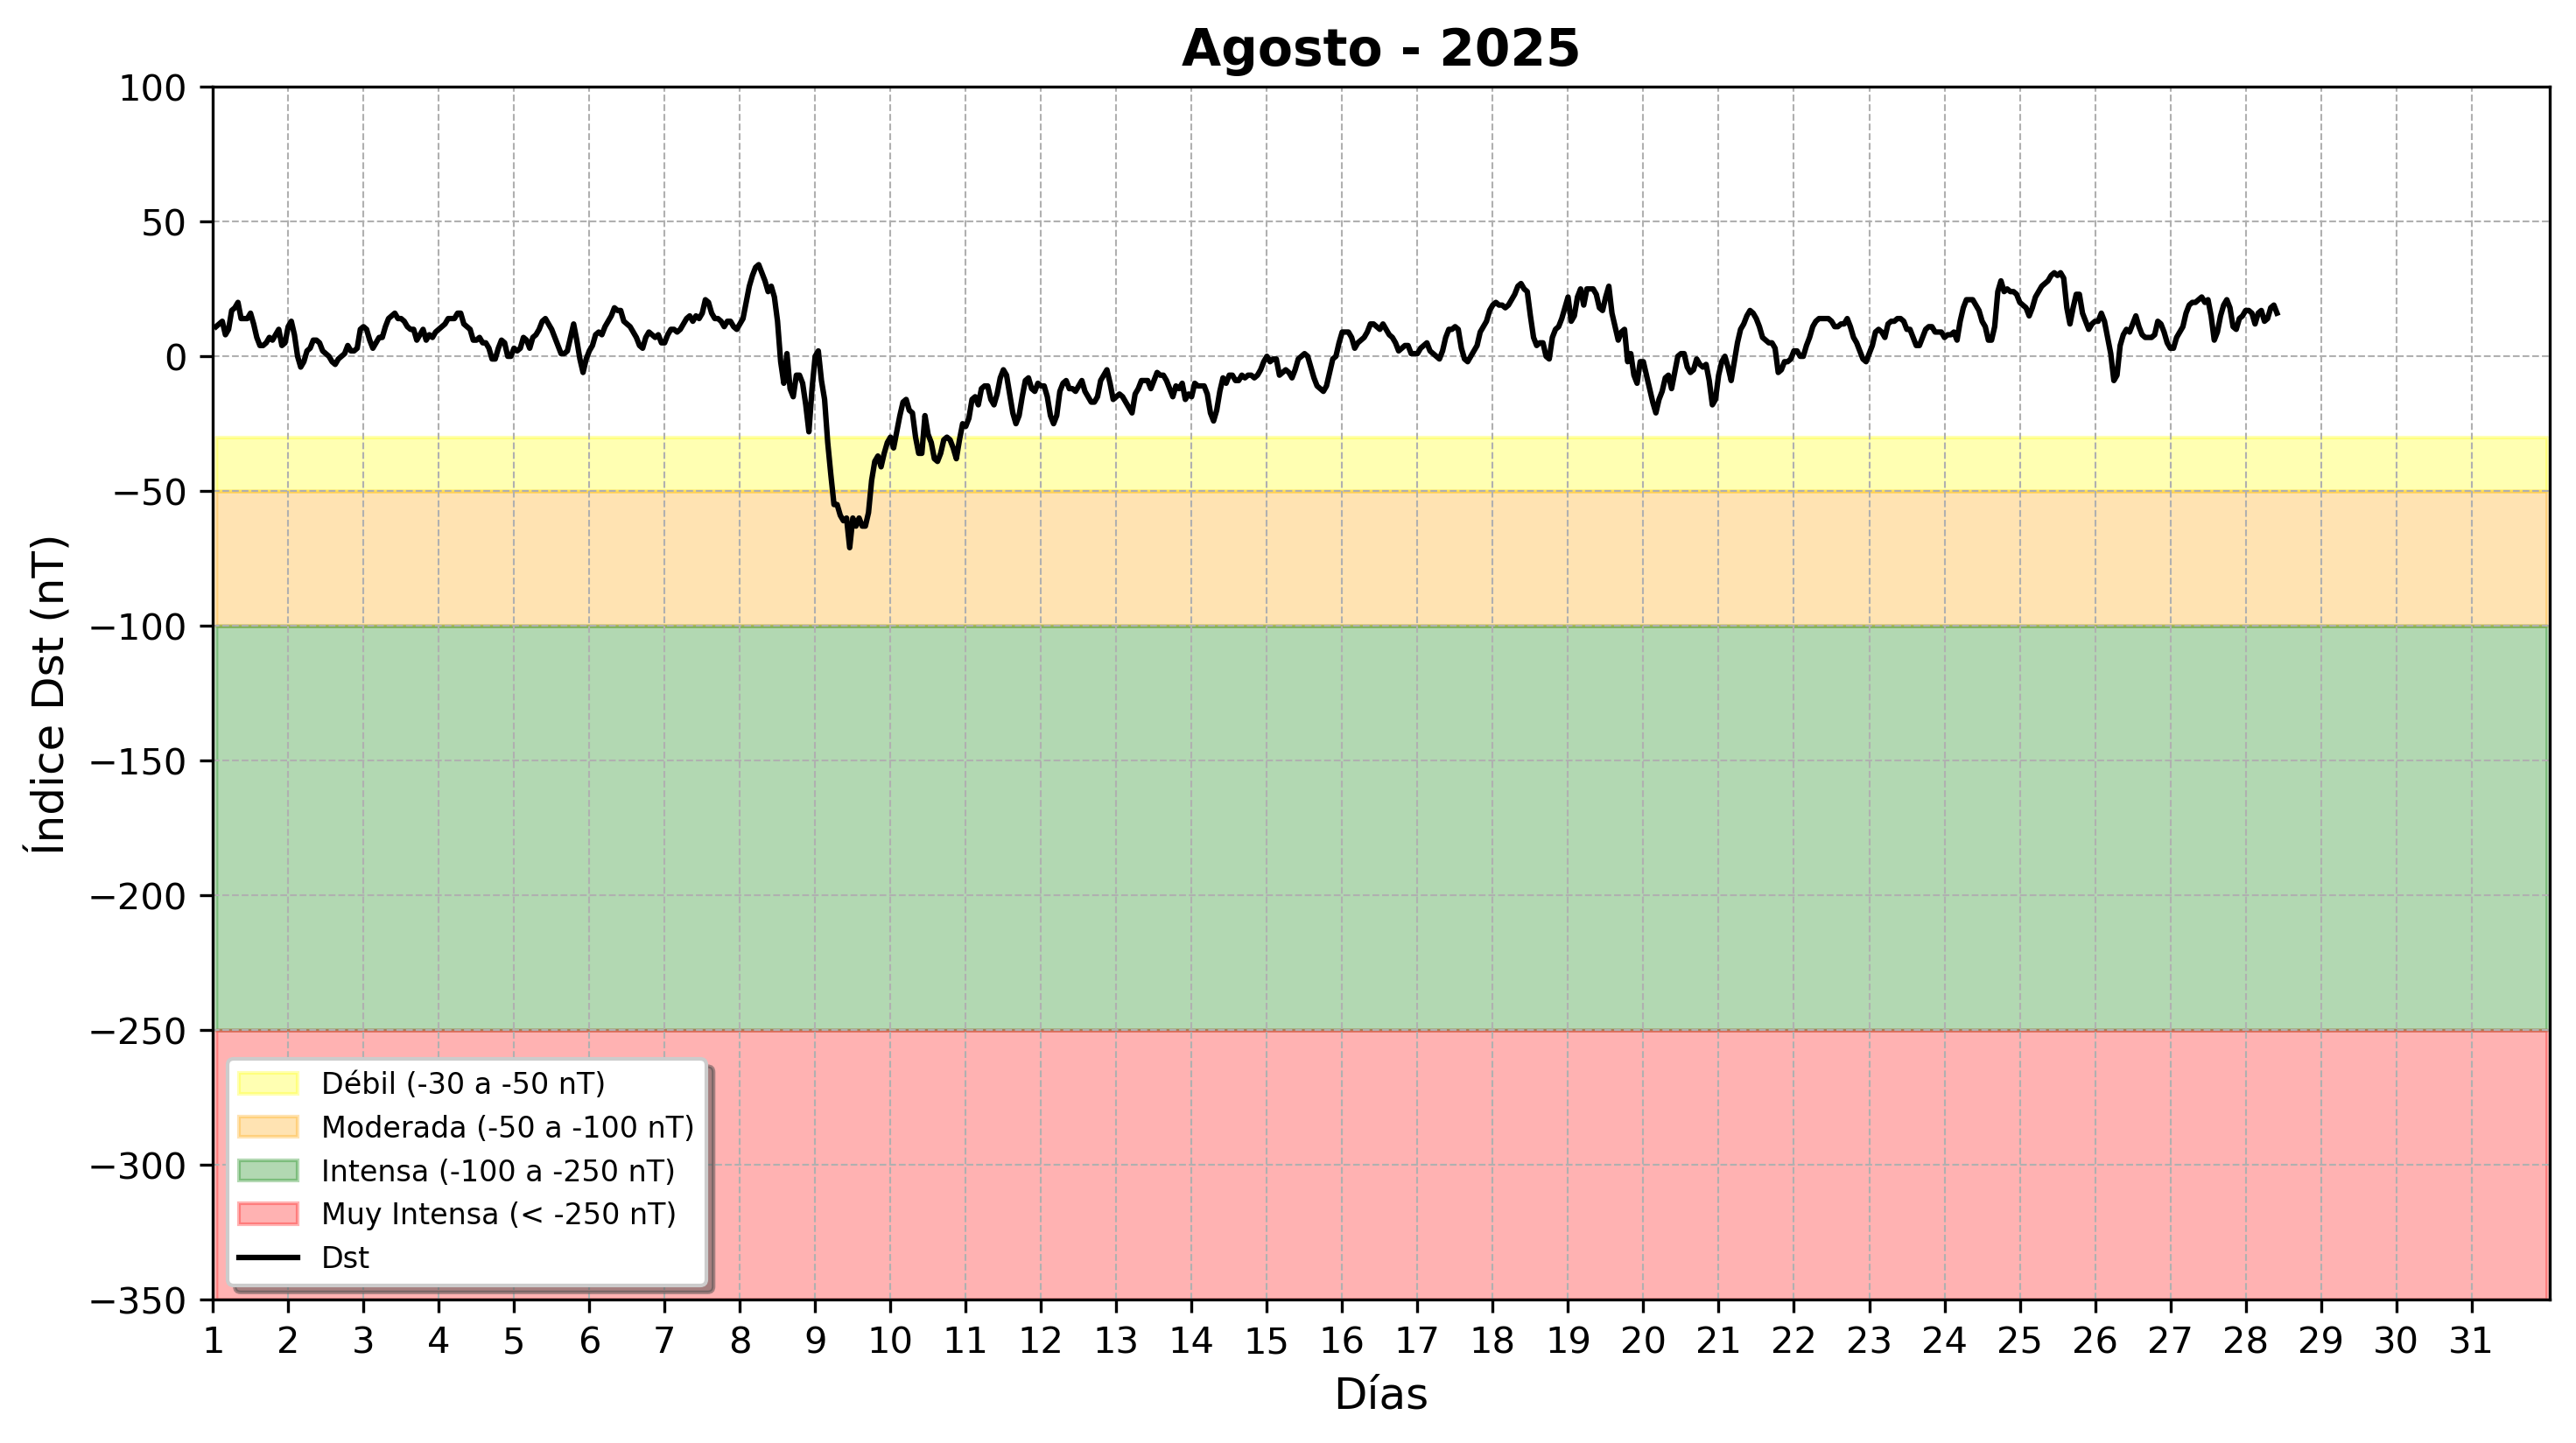 Agosto - 2025
100
50
0
−50
−100
−150
−200
−250
−300
−350
Índice Dst (nT)
Débil (-30 a -50 nT)
Moderada (-50 a -100 nT)
Intensa (-100 a -250 nT)
Muy Intensa (< -250 nT)
Dst
1 2 3 4 5 6 7 8 9 10 11 12 13 14 15 16 17 18 19 20 21 22 23 24 25 26 27 28 29 30 31
Días